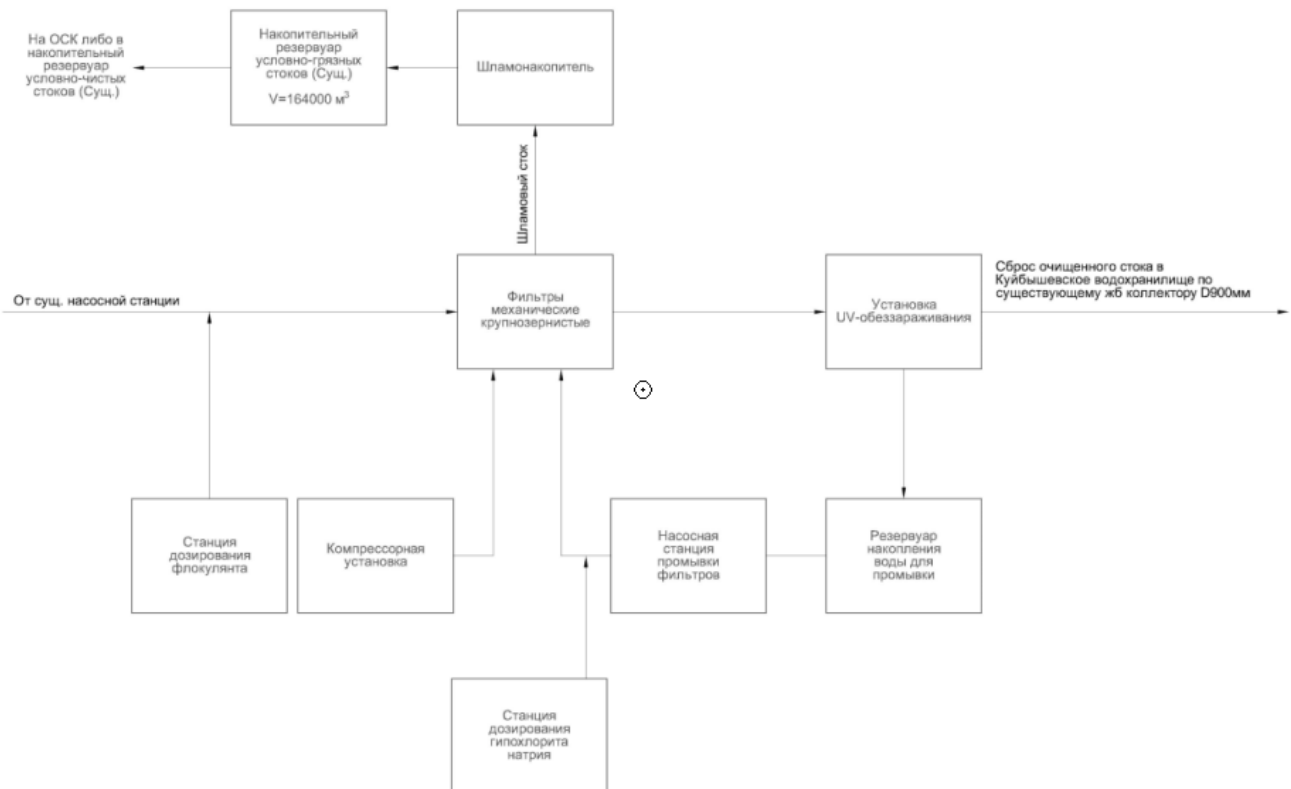 На ОСК либо в
накопительный
резервуар
условно-чистых
стоков (Сущ.)
Накопительный
резервуар
условно-грязных
стоков (Сущ.)
V=164000 м³
Шламонакопитель
Шламовый сток
От сущ. насосной станции
Фильтры
механические
крупнозернистые
Установка
UV-обеззараживания
Сброс очищенного стока в
Куйбышевское водохранилище по
существующему жб коллектору D900мм
Станция
дозирования
флокулянта
Компрессорная
установка
Насосная
станция
промывки
фильтров
Резервуар
накопления
воды для
промывки
Станция
дозирования
гипохлорита
натрия